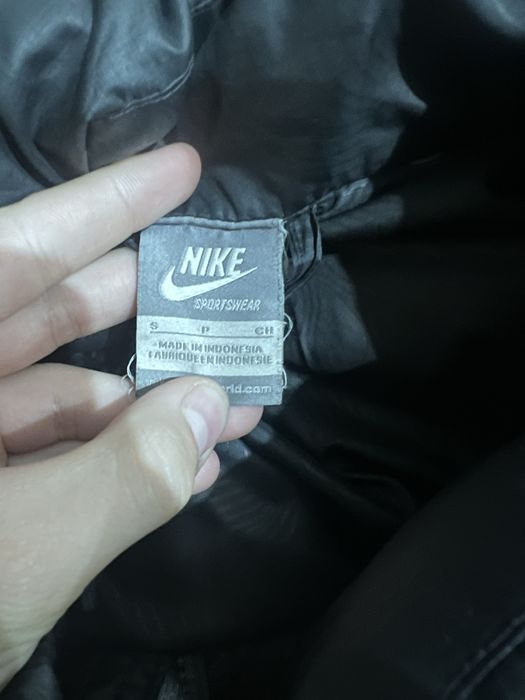 NIKE
SPORTSWEAR
S P CH
MADE IN INDONESIA
FABRIQUE EN INDONESIE